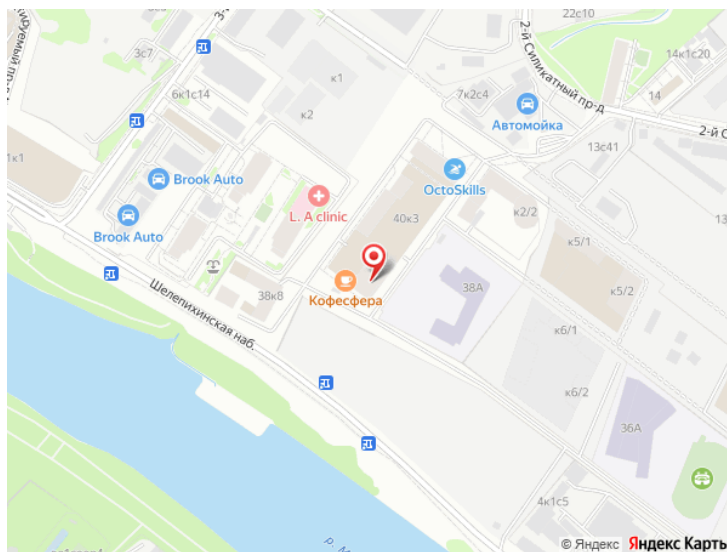 22с10
2-й Силикатный пр-д
14к1с20
3с7
к1
6к1с14
7к2с4
14
к2
Автомойка
2-й С
13с41
1к1
Brook Auto
OctoSkills
L. A clinic
40к3
к2/2
Brook Auto
к5/1
38к8
Кофесфера
38А
к5/2
Шелепихинская наб.
к6/1
к6/2
36А
4к1с5
р. М
© Яндекс Яндекс Карты